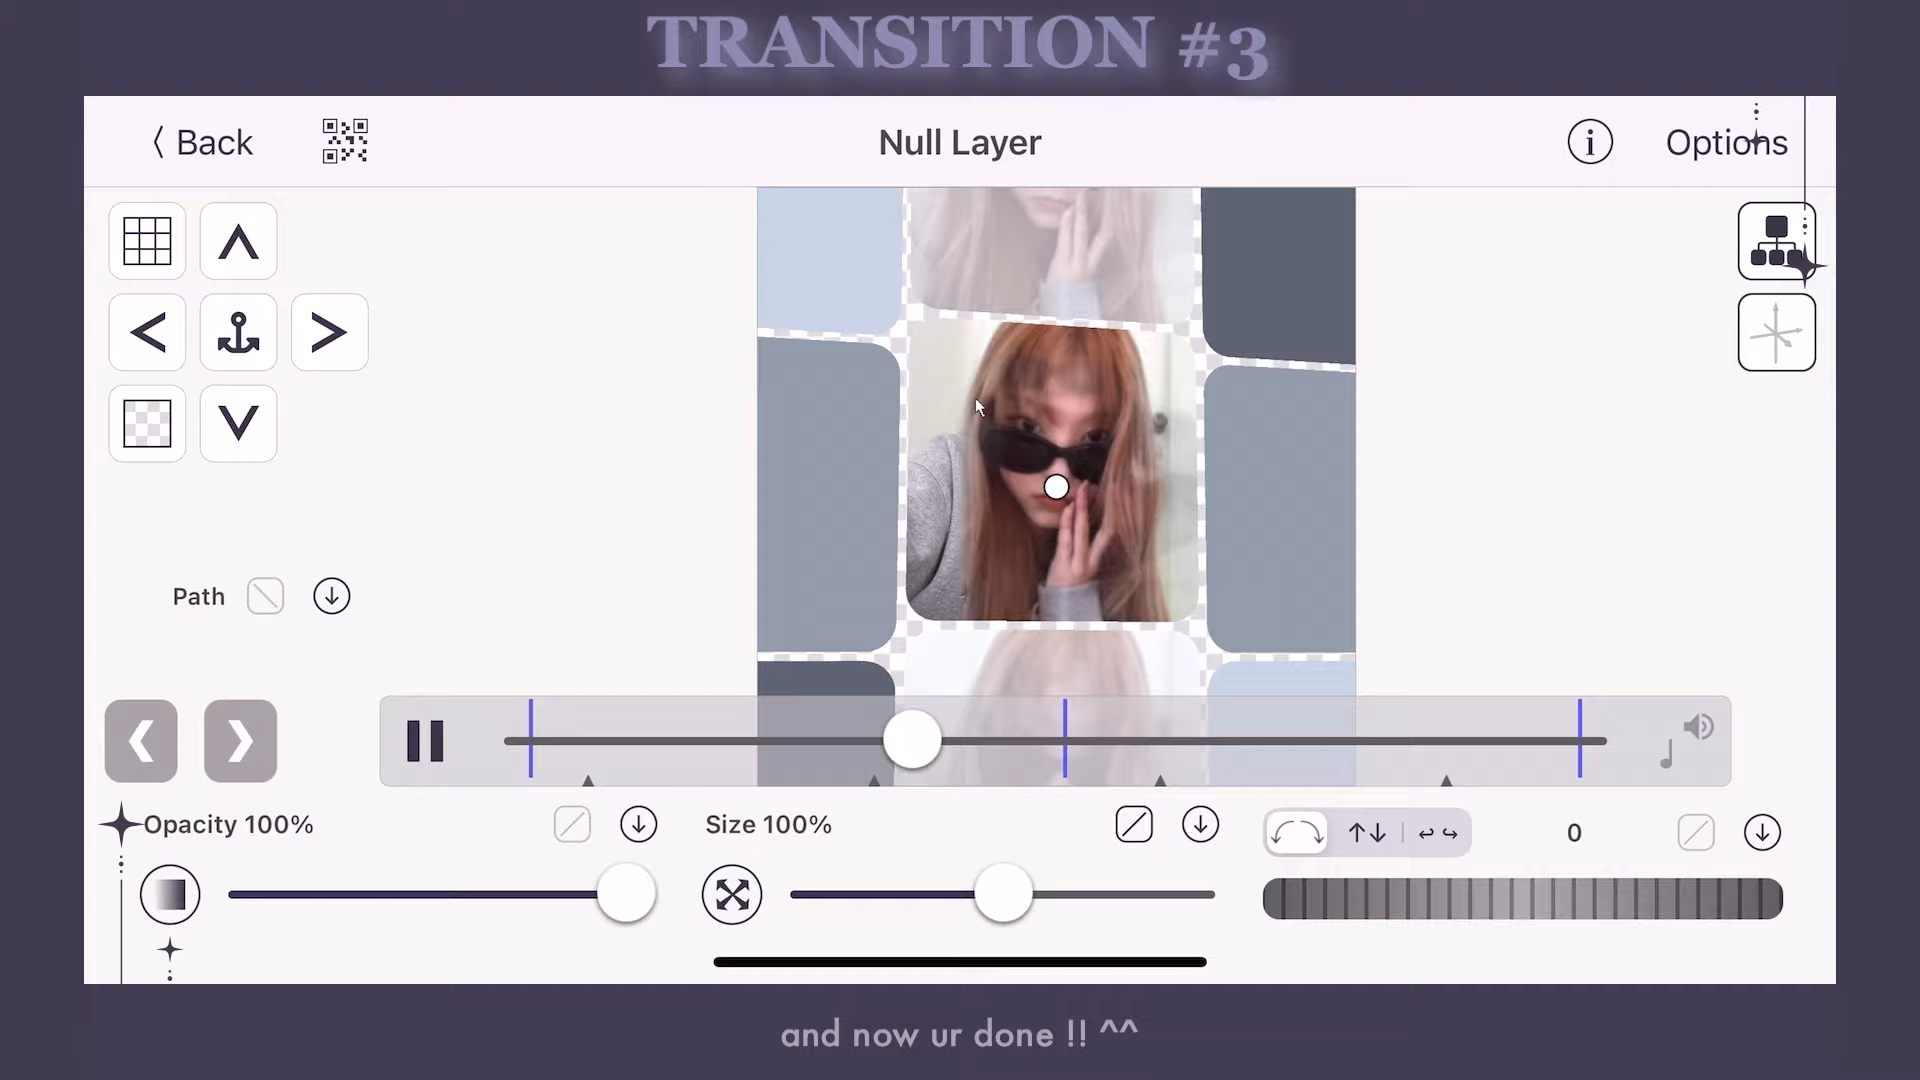 TRANSITION #3
Back
Null Layer
Options
Path
Opacity 100%
Size 100%
0
and now ur done !! ^^